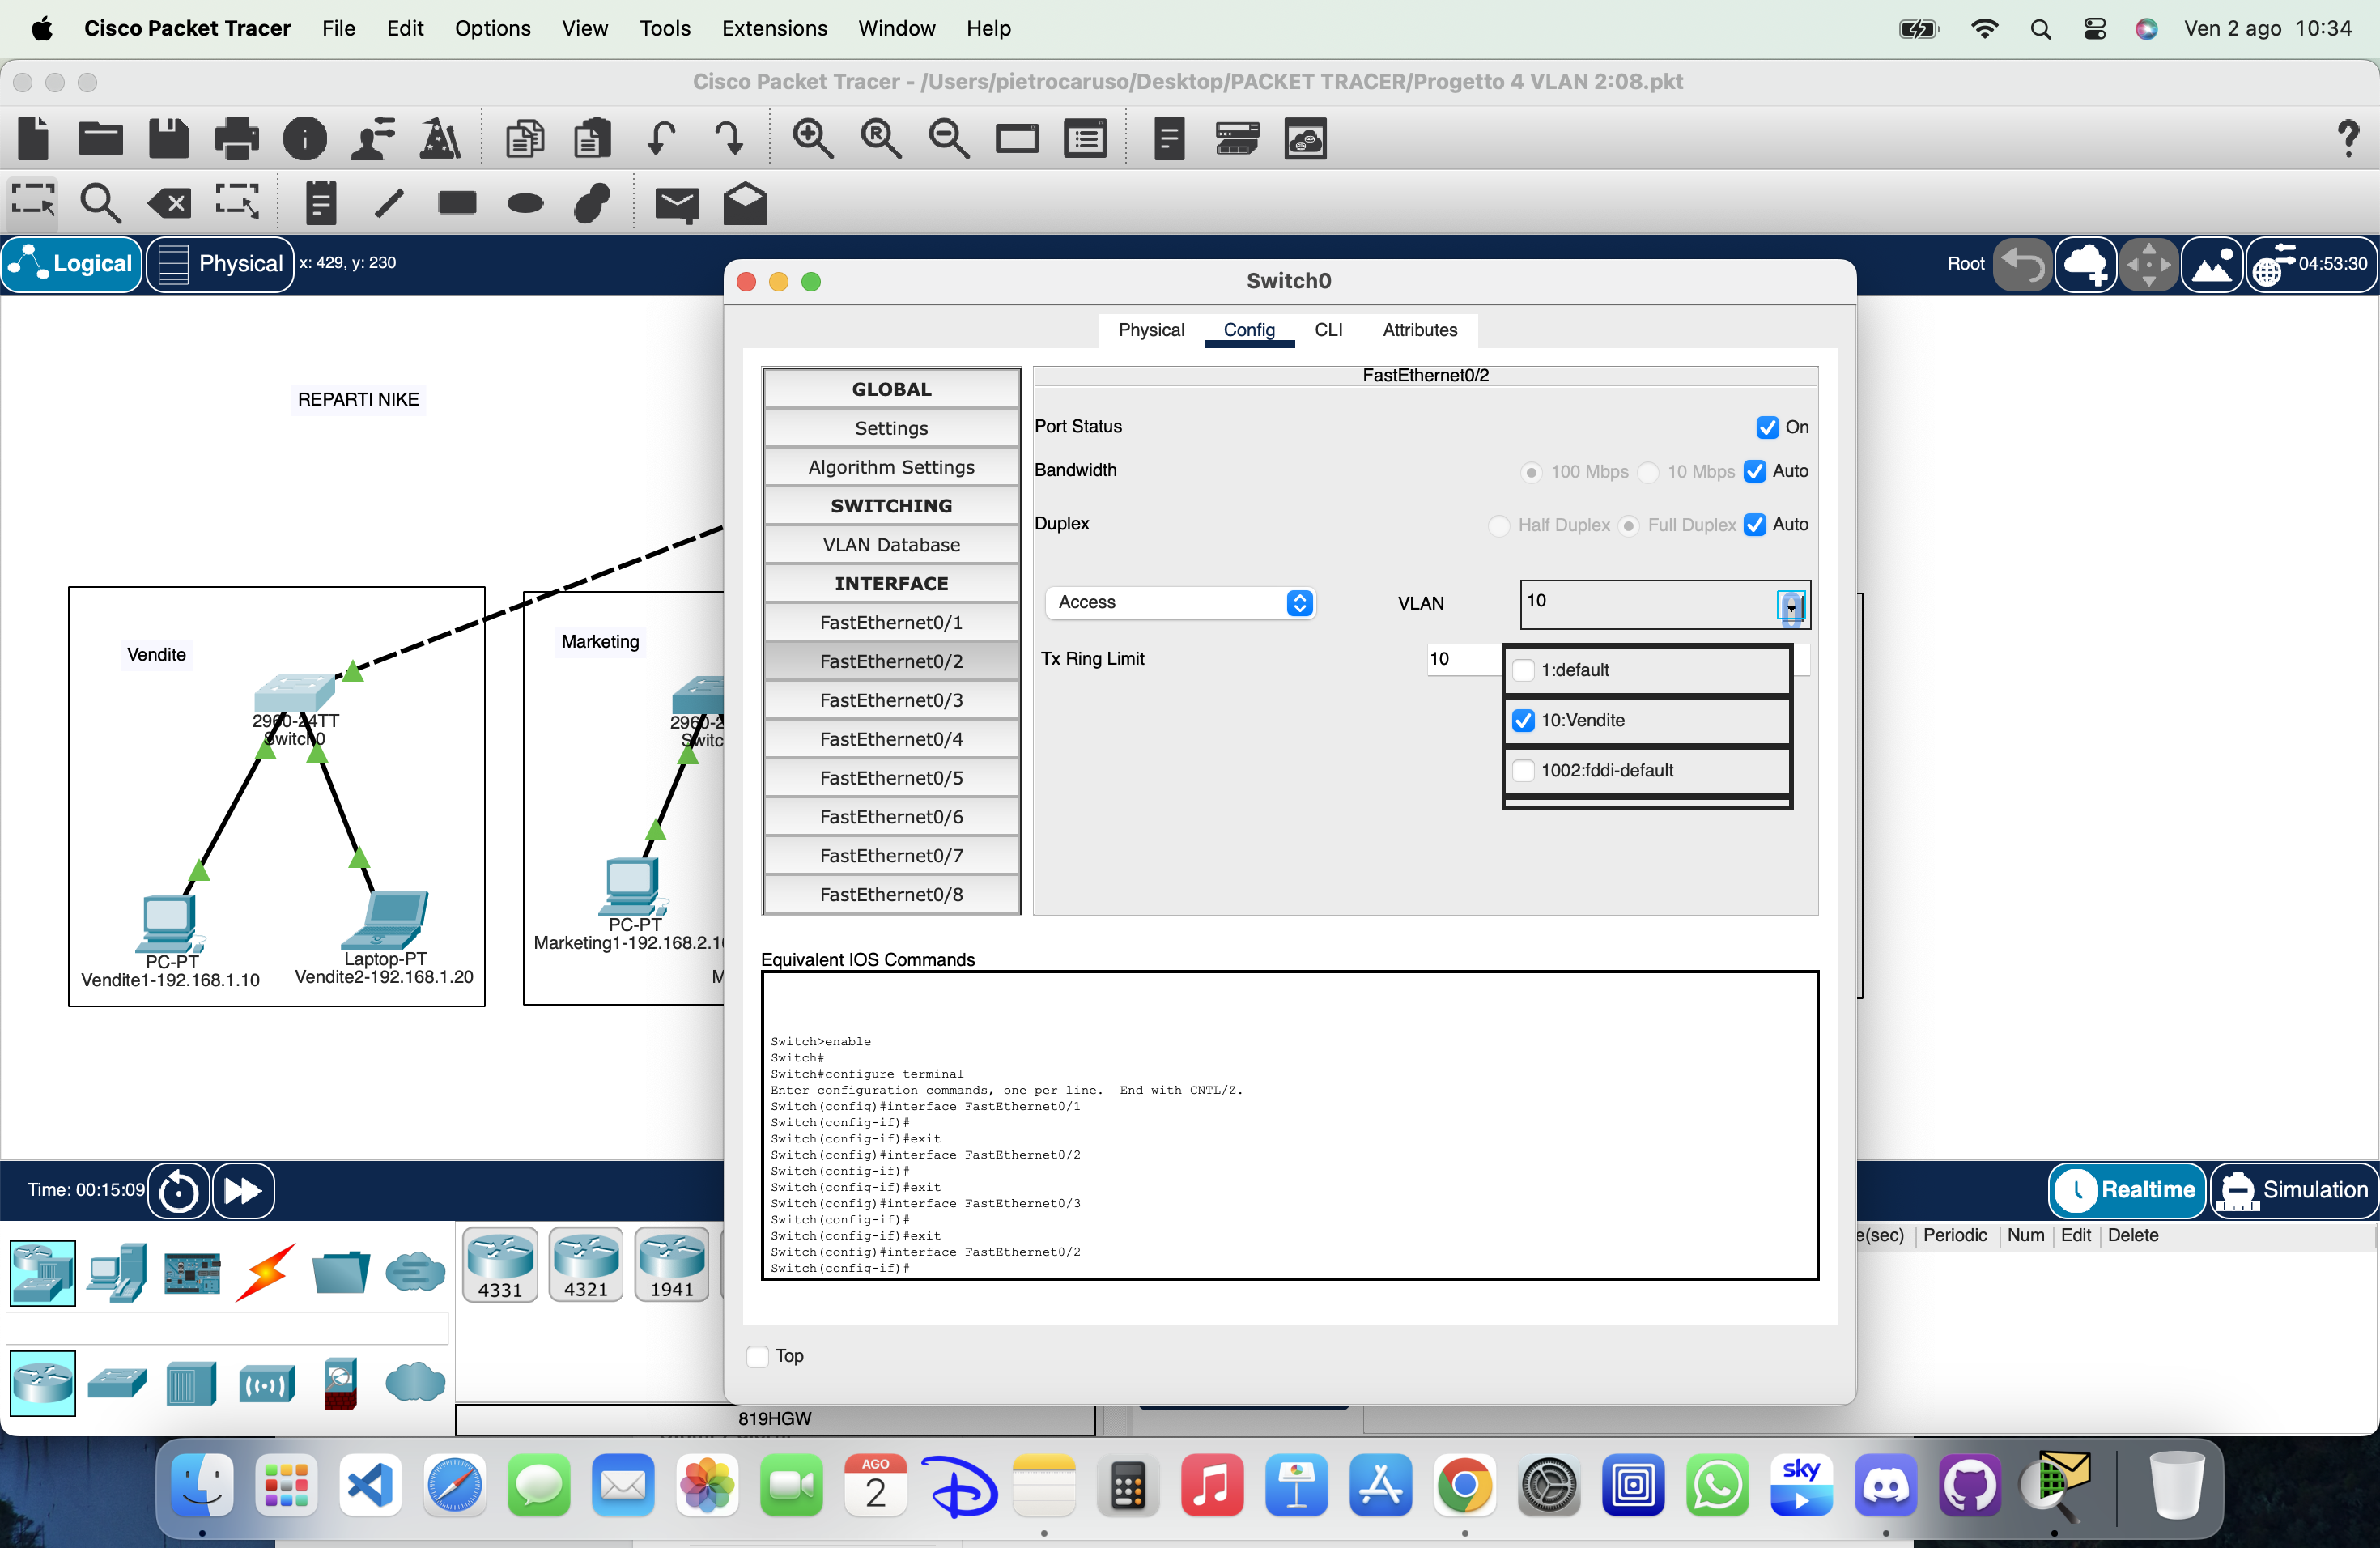 Cisco Packet Tracer File Edit Options View Tools Extensions Window Help Ven 2 ago 10:34
Cisco Packet Tracer - /Users/pietrocaruso/Desktop/PACKET TRACER/Progetto 4 VLAN 2:08.pkt
Logical Physical x: 429, y: 230 Root 04:53:30
Switch0
Physical Config CLI Attributes
REPARTI NIKE
Vendite
2960-24TT
Switch0
PC-PT
Vendite1-192.168.1.10
Laptop-PT
Vendite2-192.168.1.20
Marketing
2960-2
Switc
PC-PT
Marketing1-192.168.2.1
M
GLOBAL
Settings
Algorithm Settings
SWITCHING
VLAN Database
INTERFACE
FastEthernet0/1
FastEthernet0/2
FastEthernet0/3
FastEthernet0/4
FastEthernet0/5
FastEthernet0/6
FastEthernet0/7
FastEthernet0/8
FastEthernet0/2
Port Status On
Bandwidth 100 Mbps 10 Mbps Auto
Duplex Half Duplex Full Duplex Auto
Access VLAN 10
Tx Ring Limit 10
1:default
10:Vendite
1002:fddi-default
Equivalent IOS Commands
Switch>enable
Switch#
Switch#configure terminal
Enter configuration commands, one per line. End with CNTL/Z.
Switch(config)#interface FastEthernet0/1
Switch(config-if)#
Switch(config-if)#exit
Switch(config)#interface FastEthernet0/2
Switch(config-if)#
Switch(config-if)#exit
Switch(config)#interface FastEthernet0/3
Switch(config-if)#
Switch(config-if)#exit
Switch(config)#interface FastEthernet0/2
Switch(config-if)#
Top
Time: 00:15:09 Realtime Simulation
e(sec) Periodic Num Edit Delete
4331 4321 1941
819HGW
AGO
2
sky